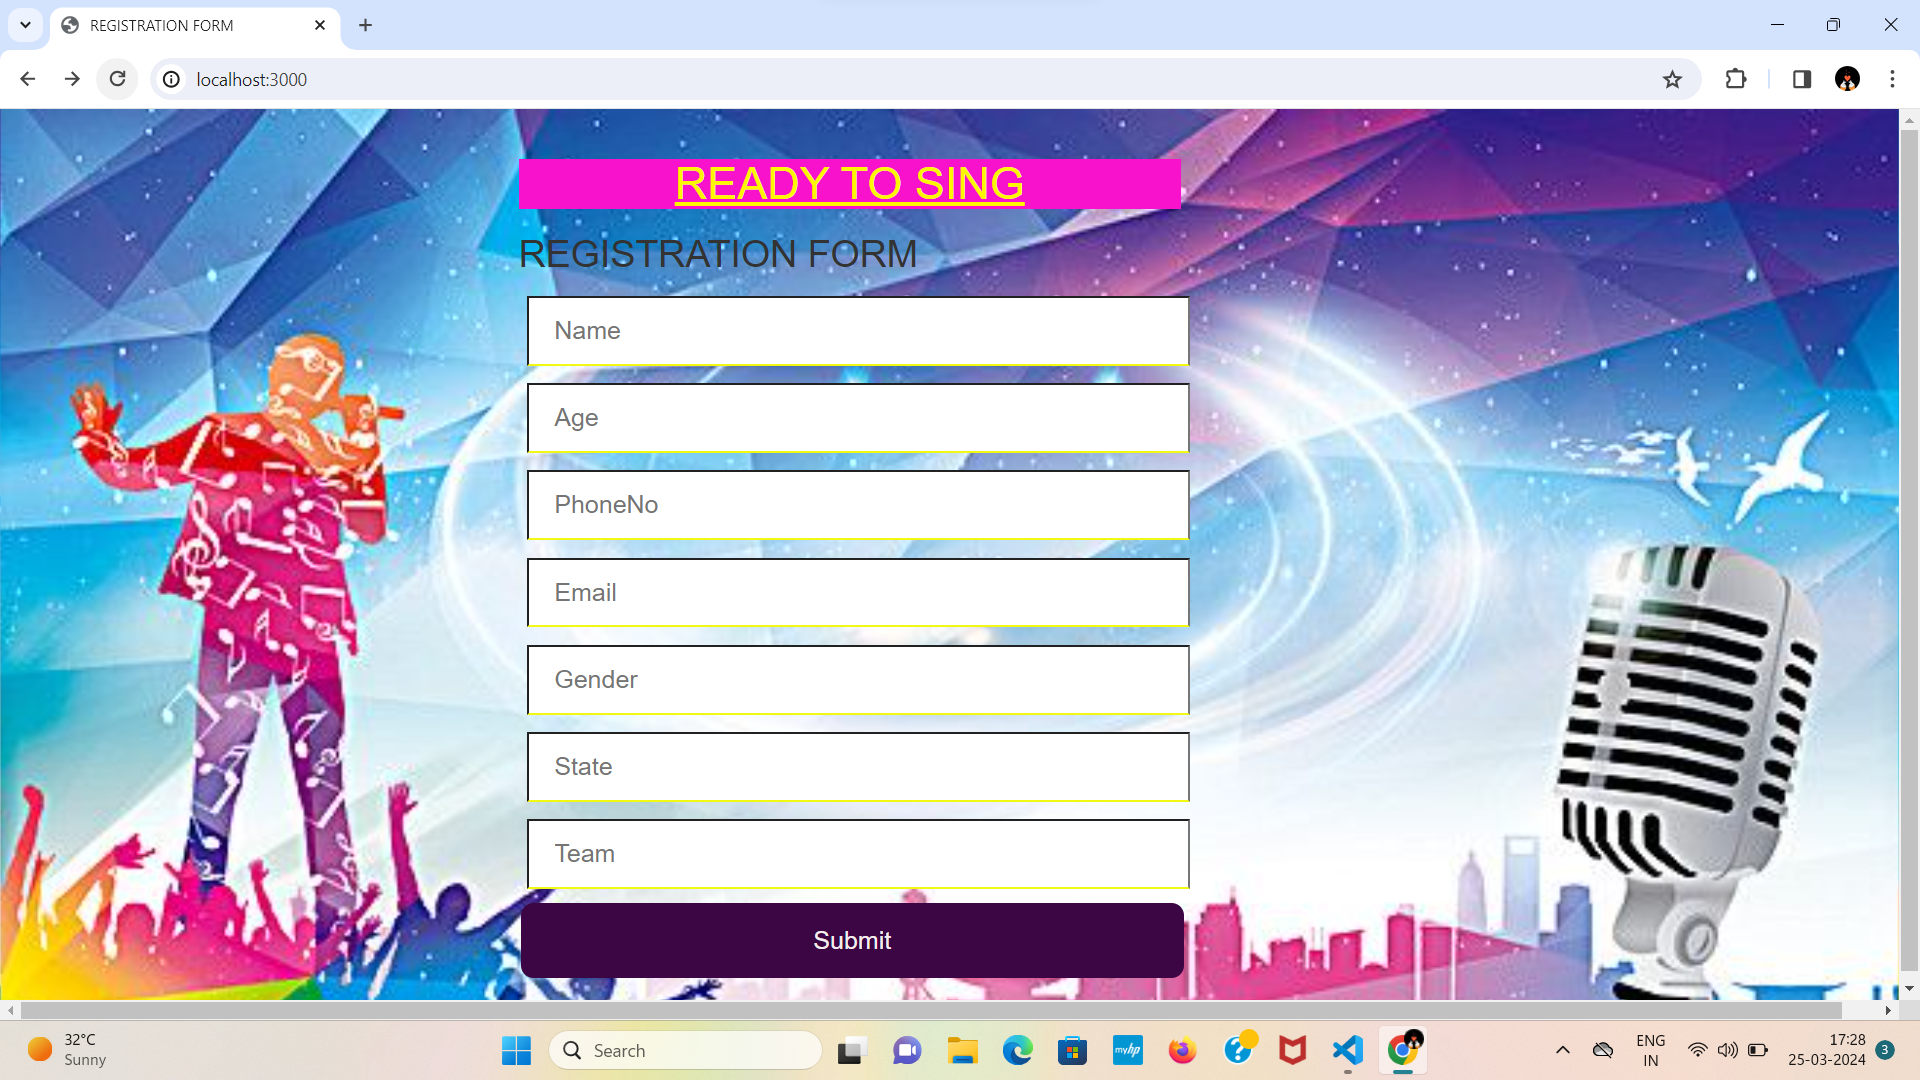 REGISTRATION FORM
localhost:3000
READY TO SING
REGISTRATION FORM
Name
Age
PhoneNo
Email
Gender
State
Team
Submit
32°C
Sunny
Search
myhp
ENG
IN
17:28
25-03-2024
3